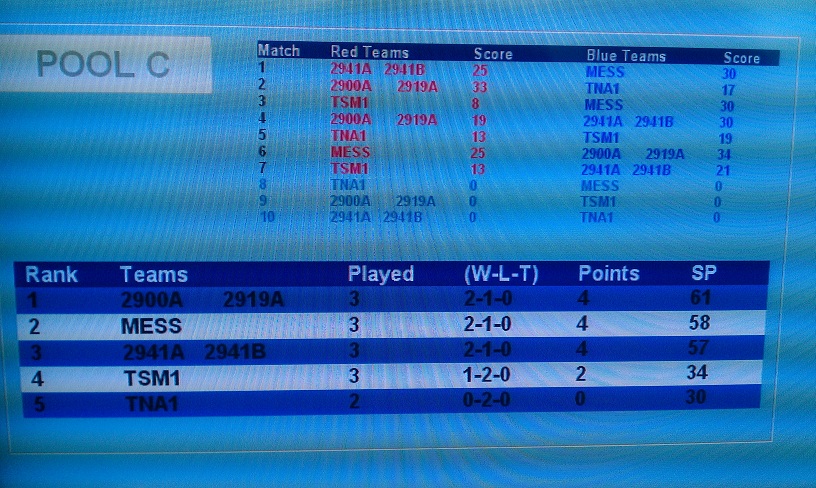 POOL C
Match Red Teams Score Blue Teams Score
1 2941A 2941B 25 MESS 30
2 2900A 2919A 33 TNA1 17
3 TSM1 8 MESS 30
4 2900A 2919A 19 2941A 2941B 30
5 TNA1 13 TSM1 19
6 MESS 25 2900A 2919A 34
7 TSM1 13 2941A 2941B 21
8 TNA1 0 MESS 0
9 2900A 2919A 0 TSM1 0
10 2941A 2941B 0 TNA1 0
Rank Teams Played (W-L-T) Points SP
1 2900A 2919A 3 2-1-0 4 61
2 MESS 3 2-1-0 4 58
3 2941A 2941B 3 2-1-0 4 57
4 TSM1 3 1-2-0 2 34
5 TNA1 2 0-2-0 0 30